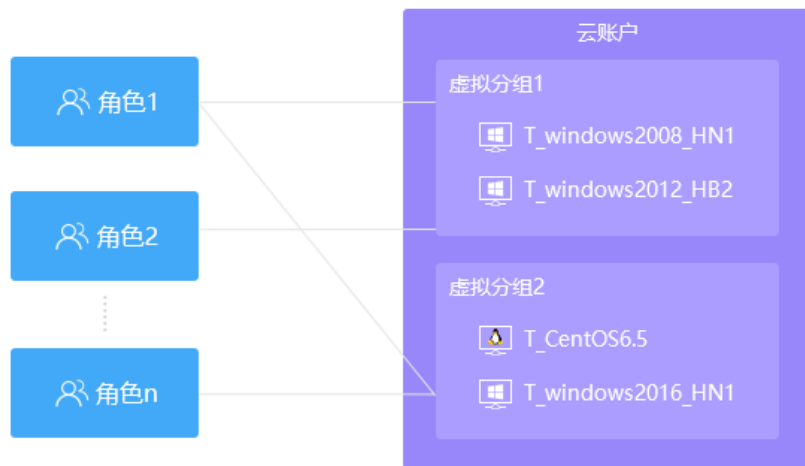 角色1
角色2
角色n
云账户
虚拟分组1
T_windows2008_HN1
T_windows2012_HB2
虚拟分组2
T_CentOS6.5
T_windows2016_HN1